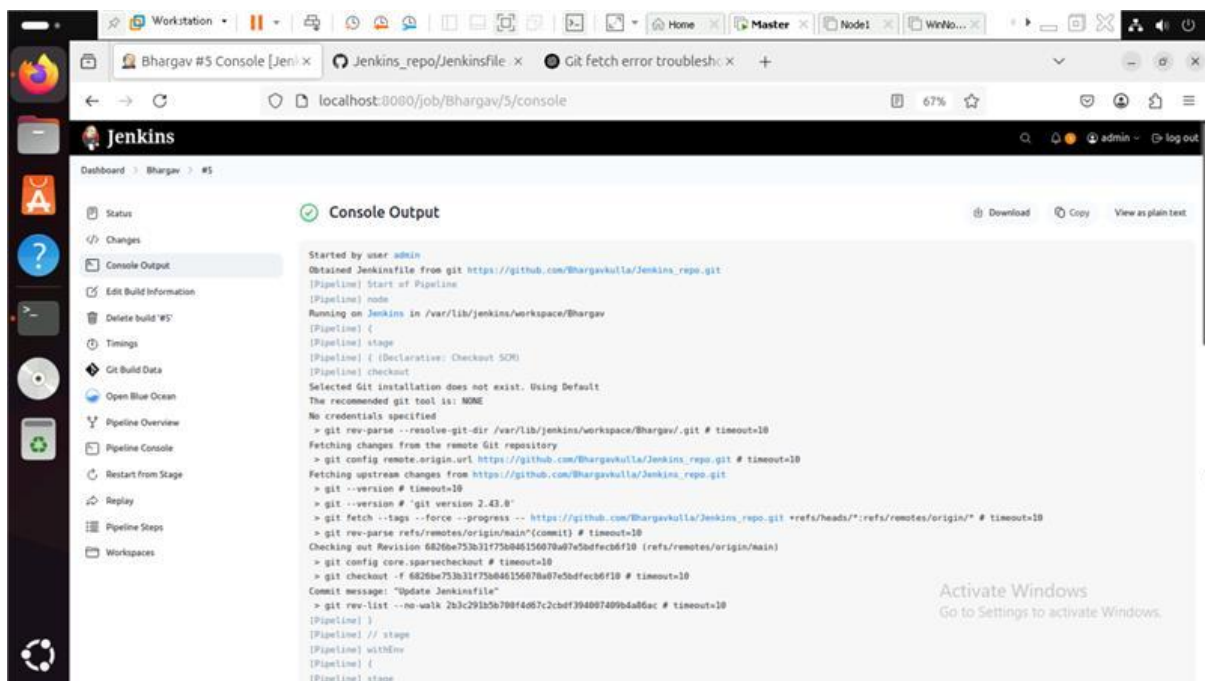 Workstation
Home
Master
Node1
WinNo...
Bhargav #5 Console [Jen
Jenkins_repo/Jenkinsfile
Git fetch error troublesh
localhost:8080/job/Bhargav/5/console
67%
Jenkins
admin
log out
Dashboard > Bhargav > #5
Status
Changes
Console Output
Edit Build Information
Delete build '#5'
Timings
Git Build Data
Open Blue Ocean
Pipeline Overview
Pipeline Console
Restart from Stage
Replay
Pipeline Steps
Workspaces
Console Output
Download
Copy
View as plain text
Started by user admin
Obtained Jenkinsfile from git https://github.com/Bhargavkulla/Jenkins_repo.git
[Pipeline] Start of Pipeline
[Pipeline] node
Running on Jenkins in /var/lib/jenkins/workspace/Bhargav
[Pipeline] {
[Pipeline] stage
[Pipeline] { (Declarative: Checkout SCM)
[Pipeline] checkout
Selected Git installation does not exist. Using Default
The recommended git tool is: NONE
No credentials specified
> git rev-parse --resolve-git-dir /var/lib/jenkins/workspace/Bhargav/.git # timeout=10
Fetching changes from the remote Git repository
> git config remote.origin.url https://github.com/Bhargavkulla/Jenkins_repo.git # timeout=10
Fetching upstream changes from https://github.com/Bhargavkulla/Jenkins_repo.git
> git --version # timeout=10
> git --version # 'git version 2.43.0'
> git fetch --tags --force --progress -- https://github.com/Bhargavkulla/Jenkins_repo.git +refs/heads/*:refs/remotes/origin/* # timeout=10
> git rev-parse refs/remotes/origin/main^{commit} # timeout=10
Checking out Revision (refs/remotes/origin/main)
> git config core.sparsecheckout # timeout=10
> git checkout -f # timeout=10
Commit message: "Update Jenkinsfile"
> git rev-list --no-walk # timeout=10
[Pipeline] }
[Pipeline] // stage
[Pipeline] withEnv
[Pipeline] {
[Pipeline] stage
Activate Windows
Go to Settings to activate Windows.